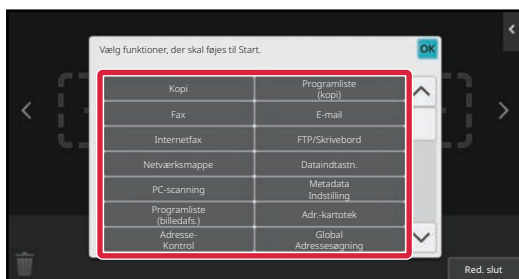 Vælg funktioner, der skal føjes til Start.
OK
Kopi
Programliste
(kopi)
Fax
E-mail
Internetfax
FTP/Skrivebord
Netværksmappe
Dataindtastn.
PC-scanning
Metadata
Indstilling
Programliste
(billedafs.)
Adr.-kartotek
Adresse-
Kontrol
Global
Adressesøgning
Red. slut